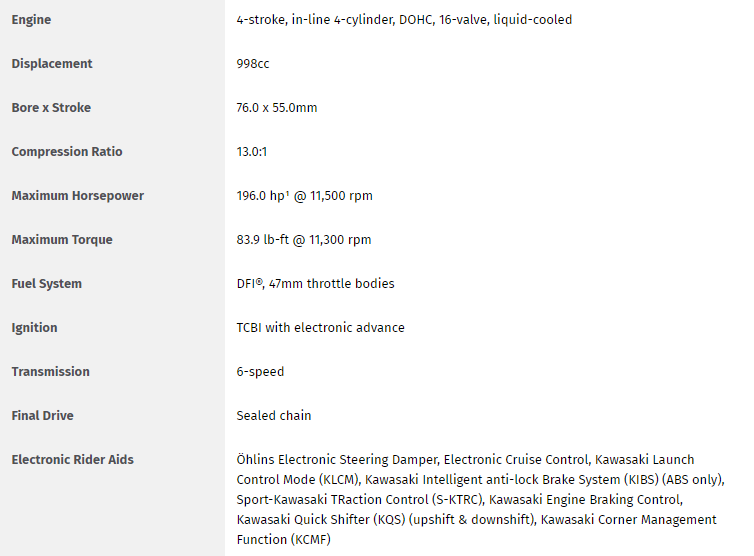 Engine 4-stroke, in-line 4-cylinder, DOHC, 16-valve, liquid-cooled
Displacement 998cc
Bore x Stroke 76.0 x 55.0mm
Compression Ratio 13.0:1
Maximum Horsepower 196.0 hp¹ @ 11,500 rpm
Maximum Torque 83.9 lb-ft @ 11,300 rpm
Fuel System DFI®, 47mm throttle bodies
Ignition TCBI with electronic advance
Transmission 6-speed
Final Drive Sealed chain
Electronic Rider Aids Öhlins Electronic Steering Damper, Electronic Cruise Control, Kawasaki Launch
Control Mode (KLCM), Kawasaki Intelligent anti-lock Brake System (KIBS) (ABS only),
Sport-Kawasaki TRaction Control (S-KTRC), Kawasaki Engine Braking Control,
Kawasaki Quick Shifter (KQS) (upshift & downshift), Kawasaki Corner Management
Function (KCMF)